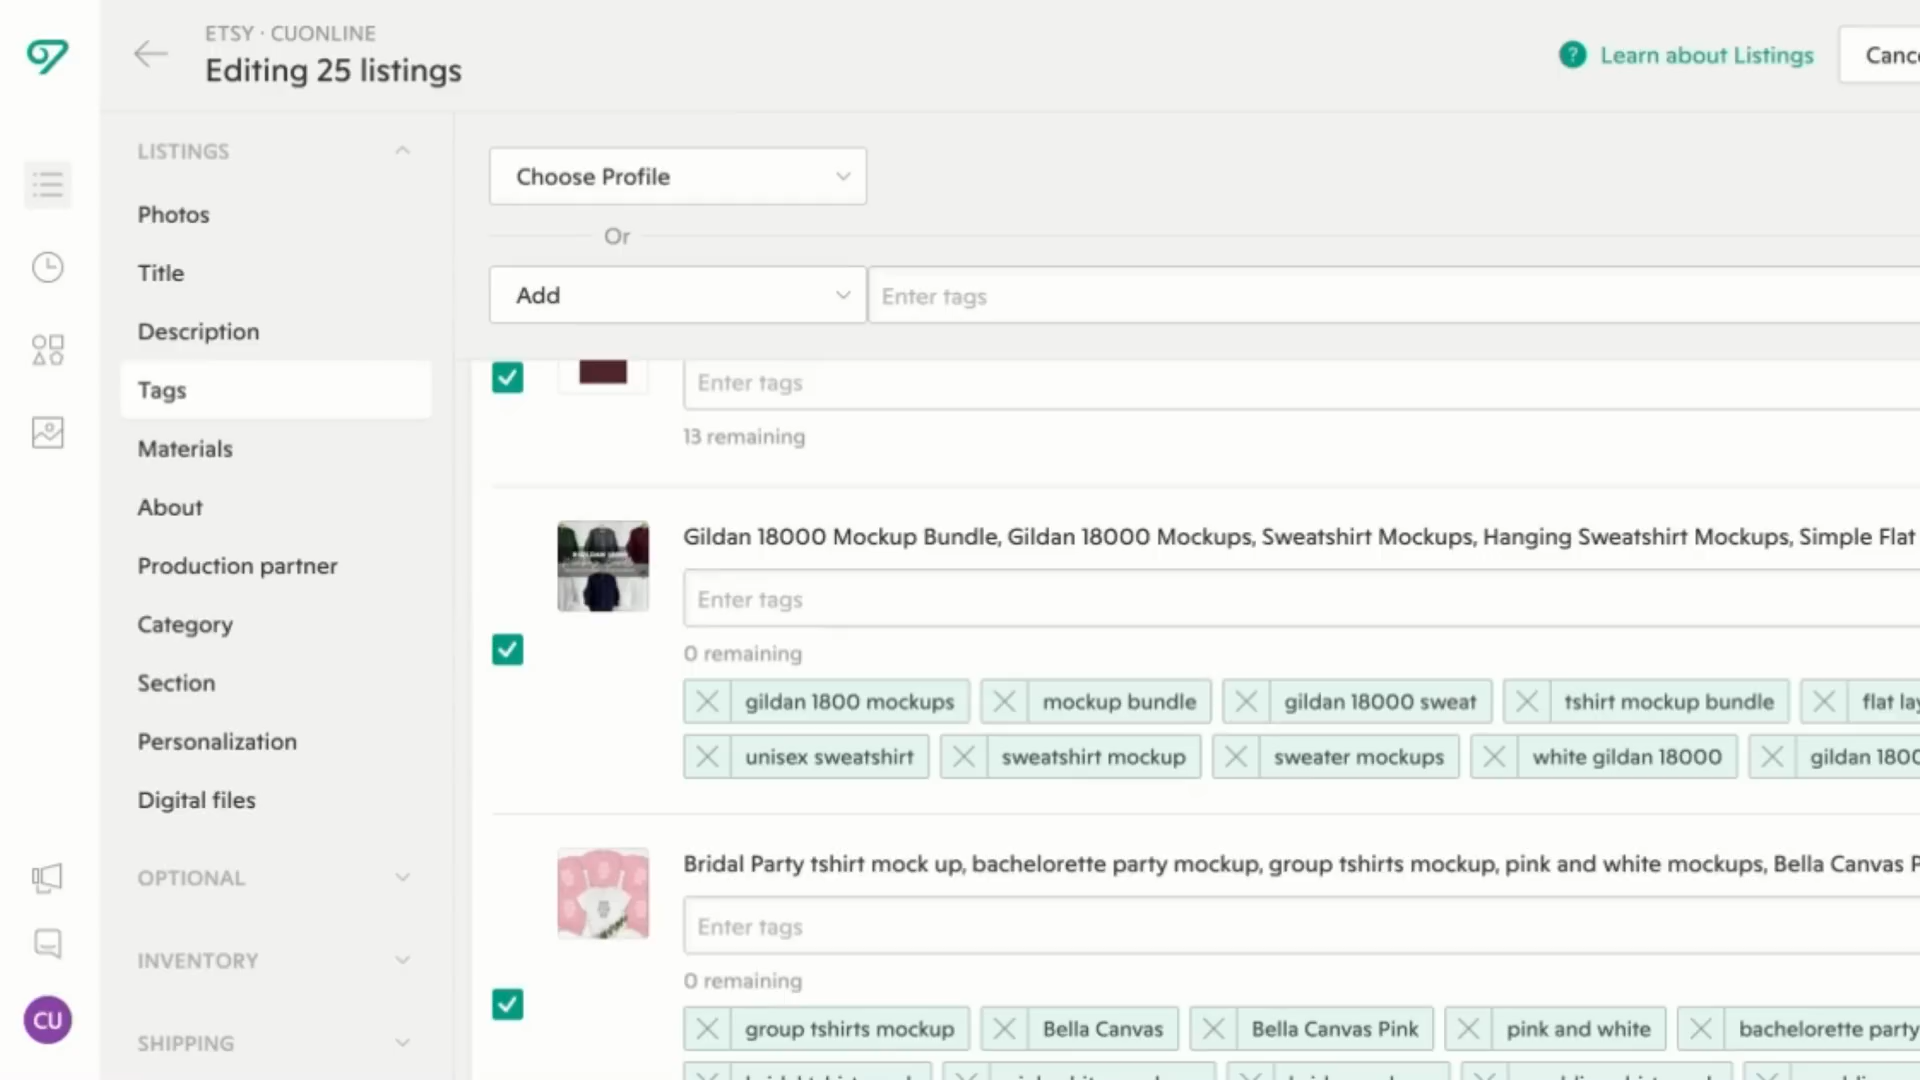 ETSY · CUONLINE
Editing 25 listings
? Learn about Listings
LISTINGS
Photos
Title
Description
Tags
Materials
About
Production partner
Category
Section
Personalization
Digital files
OPTIONAL
INVENTORY
SHIPPING
CU
Choose Profile
Or
Add
Enter tags
Enter tags
13 remaining
Gildan 18000 Mockup Bundle, Gildan 18000 Mockups, Sweatshirt Mockups, Hanging Sweatshirt Mockups, Simple Flat
Enter tags
0 remaining
gildan 1800 mockups mockup bundle gildan 18000 sweat tshirt mockup bundle flat
unisex sweatshirt sweatshirt mockup sweater mockups white gildan 18000 gildan
Bridal Party tshirt mock up, bachelorette party mockup, group tshirts mockup, pink and white mockups, Bella Canvas
Enter tags
0 remaining
group tshirts mockup Bella Canvas Bella Canvas Pink pink and white bachelorette party